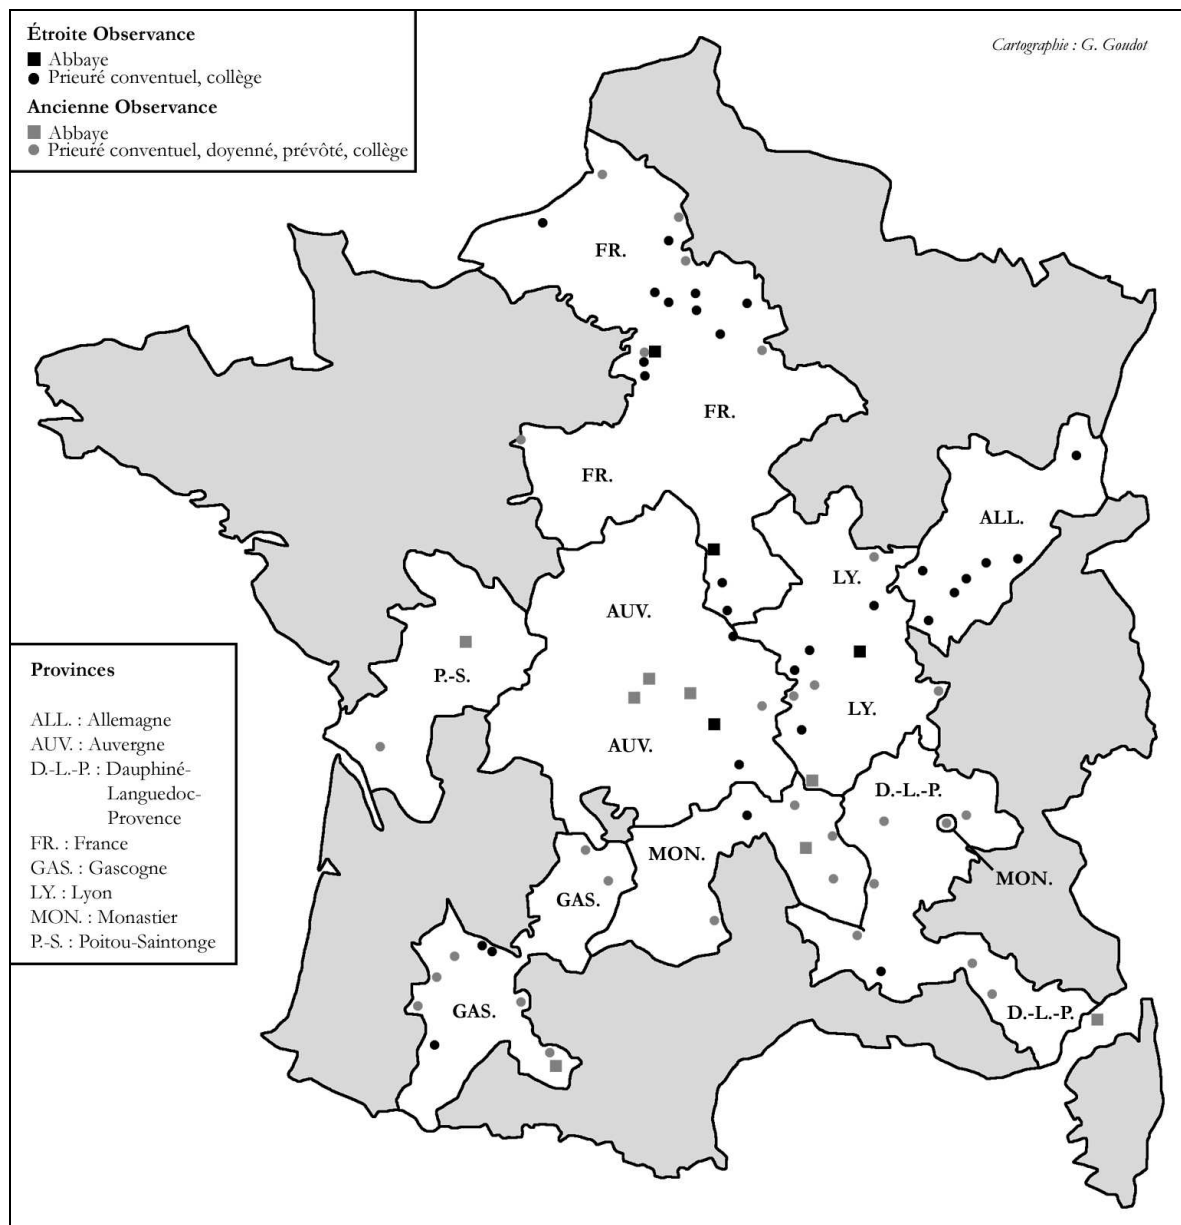 Étroite Observance
Abbaye
Prieuré conventuel, collège
Ancienne Observance
Abbaye
Prieuré conventuel, doyenné, prévôté, collège
Cartographie : G. Goudot
FR.
FR.
FR.
ALL.
LY.
AUV.
P.-S.
LY.
AUV.
D.-L.-P.
MON.
MON.
GAS.
GAS.
D.-L.-P.
Provinces
ALL. : Allemagne
AUV. : Auvergne
D.-L.-P. : Dauphiné-
Languedoc-
Provence
FR. : France
GAS. : Gascogne
LY. : Lyon
MON. : Monastier
P.-S. : Poitou-Saintonge